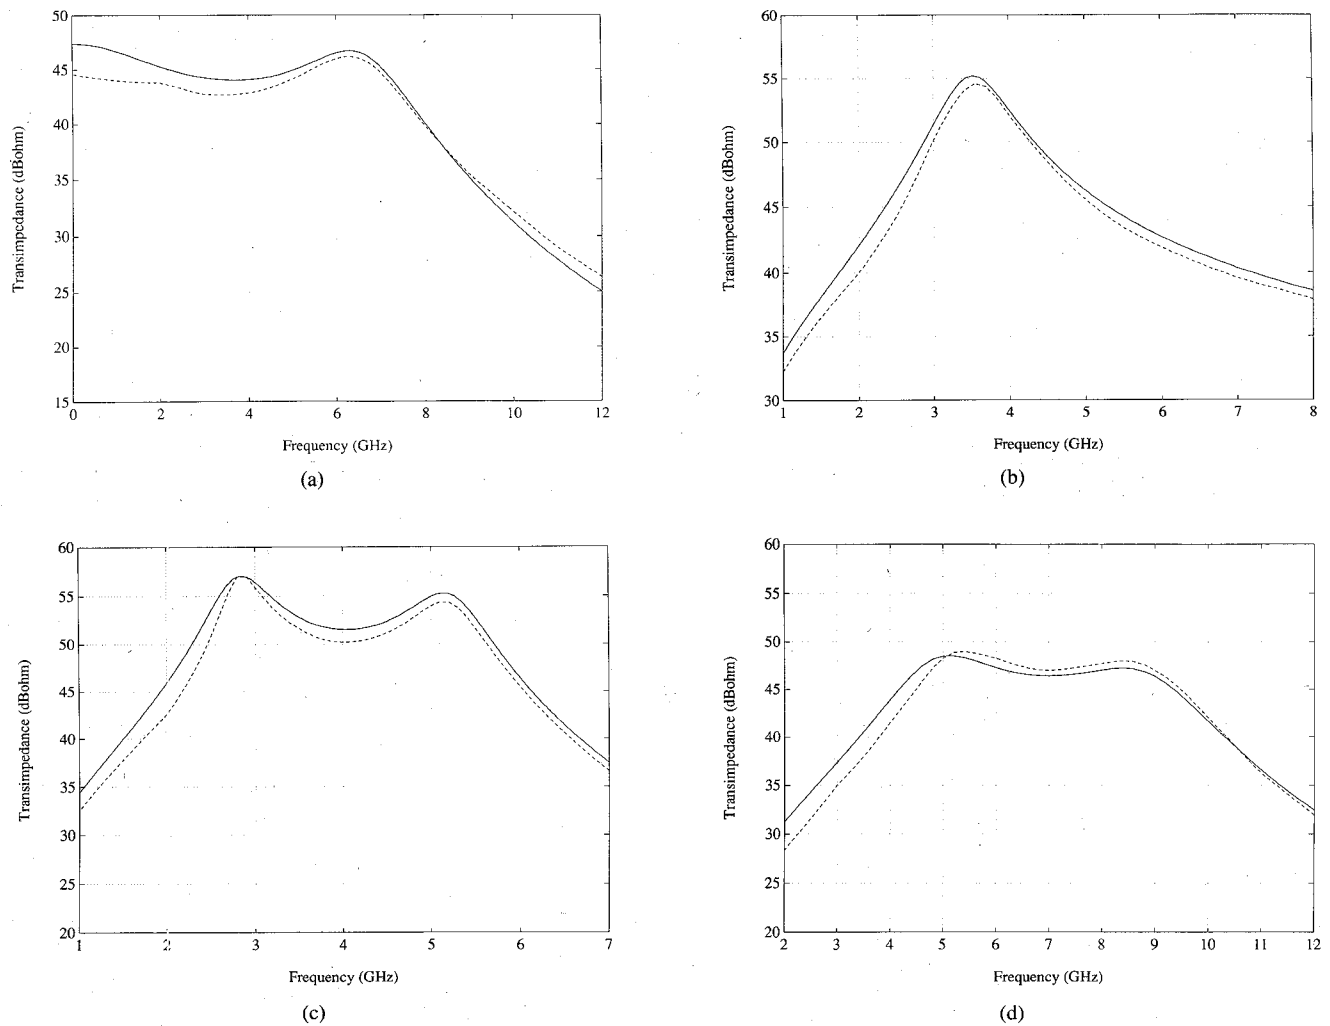 50
45
40
35
30
25
20
15
Transimpedance (dBohm)
0 2 4 6 8 10 12
Frequency (GHz)
(a)
60
55
50
45
40
35
30
Transimpedance (dBohm)
1 2 3 4 5 6 7 8
Frequency (GHz)
(b)
60
55
50
45
40
35
30
25
20
Transimpedance (dBohm)
1 2 3 4 5 6 7
Frequency (GHz)
(c)
60
55
50
45
40
35
30
25
20
Transimpedance (dBohm)
2 3 4 5 6 7 8 9 10 11 12
Frequency (GHz)
(d)